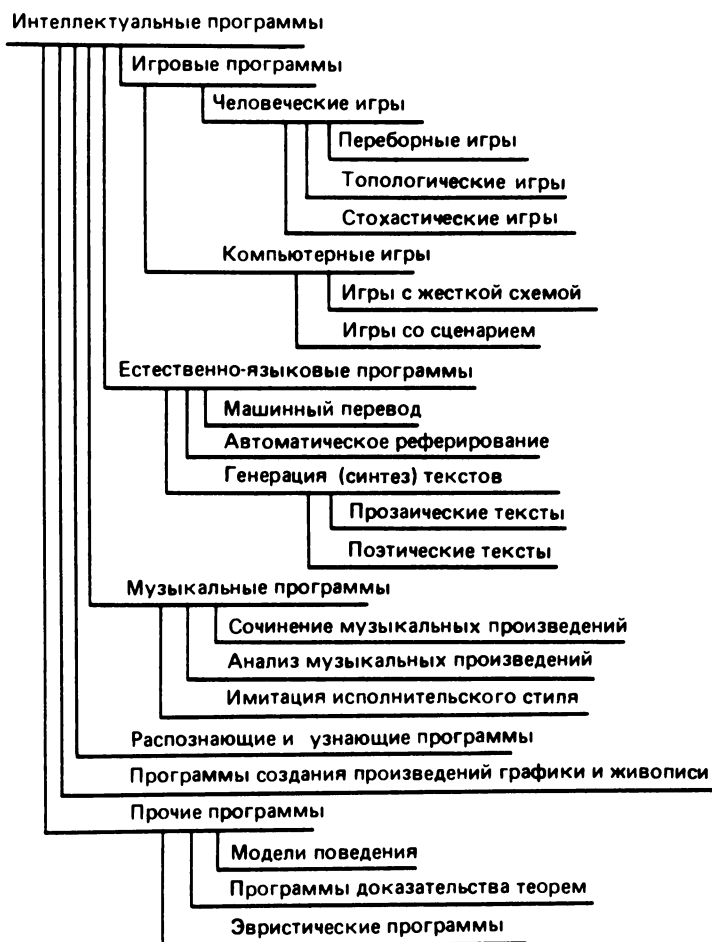 Интеллектуальные программы
Игровые программы
Человеческие игры
Переборные игры
Топологические игры
Стохастические игры
Компьютерные игры
Игры с жесткой схемой
Игры со сценарием
Естественно-языковые программы
Машинный перевод
Автоматическое реферирование
Генерация (синтез) текстов
Прозаические тексты
Поэтические тексты
Музыкальные программы
Сочинение музыкальных произведений
Анализ музыкальных произведений
Имитация исполнительского стиля
Распознающие и узнающие программы
Программы создания произведений графики и живописи
Прочие программы
Модели поведения
Программы доказательства теорем
Эвристические программы